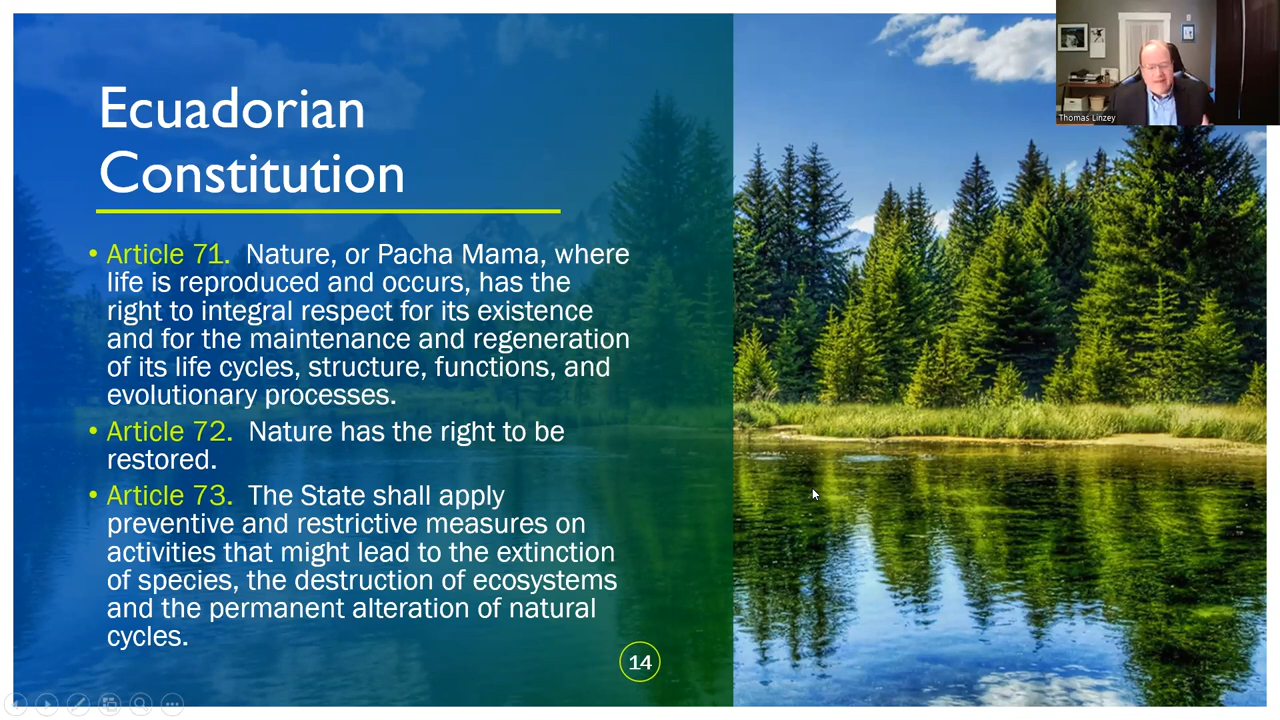 Ecuadorian
Constitution
• Article 71.  Nature, or Pacha Mama, where
life is reproduced and occurs, has the
right to integral respect for its existence
and for the maintenance and regeneration
of its life cycles, structure, functions, and
evolutionary processes.
• Article 72.  Nature has the right to be
restored.
• Article 73.  The State shall apply
preventive and restrictive measures on
activities that might lead to the extinction
of species, the destruction of ecosystems
and the permanent alteration of natural
cycles.
14
Thomas Linzey